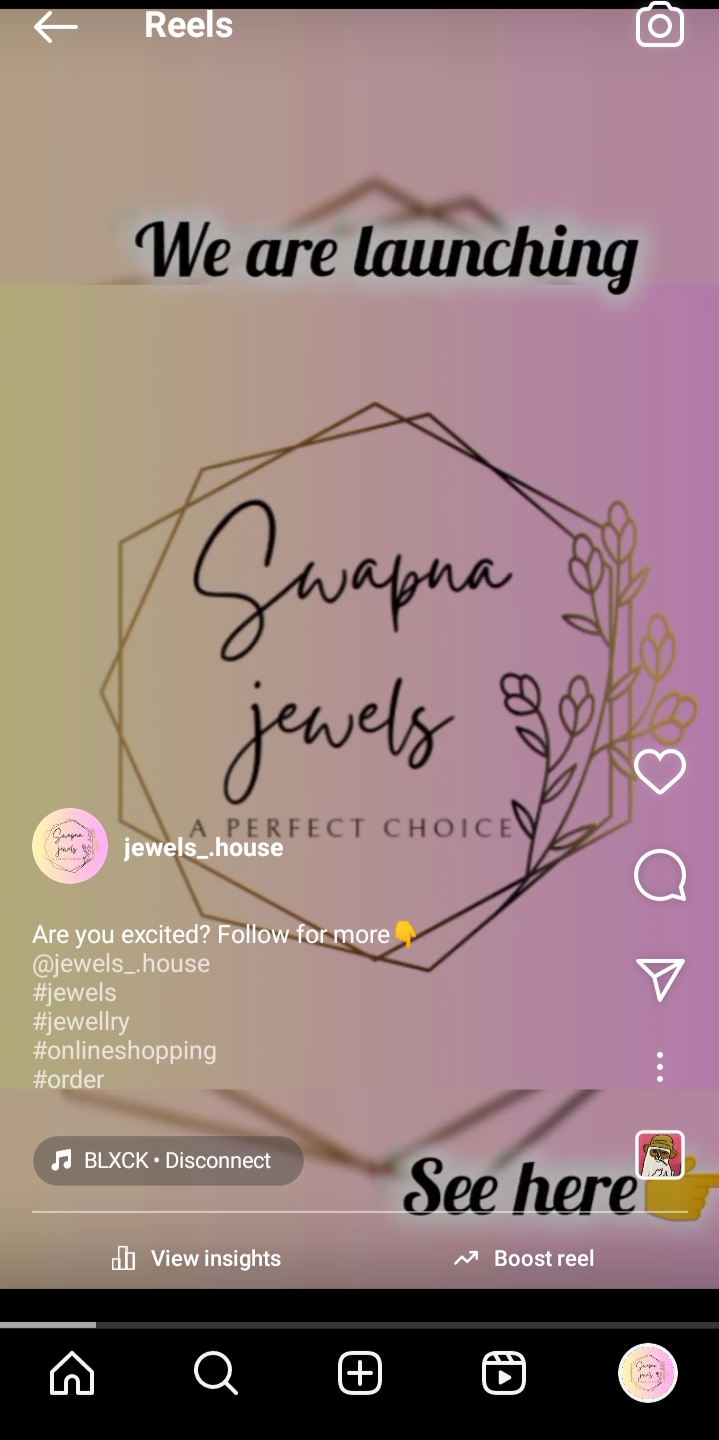 Reels
We are launching
Swapna
jewels
A PERFECT CHOICE
jewels_.house
Are you excited? Follow for more👇
@jewels_.house
#jewels
#jewellry
#onlineshopping
#order
BLXCK • Disconnect
See here👉
View insights
Boost reel